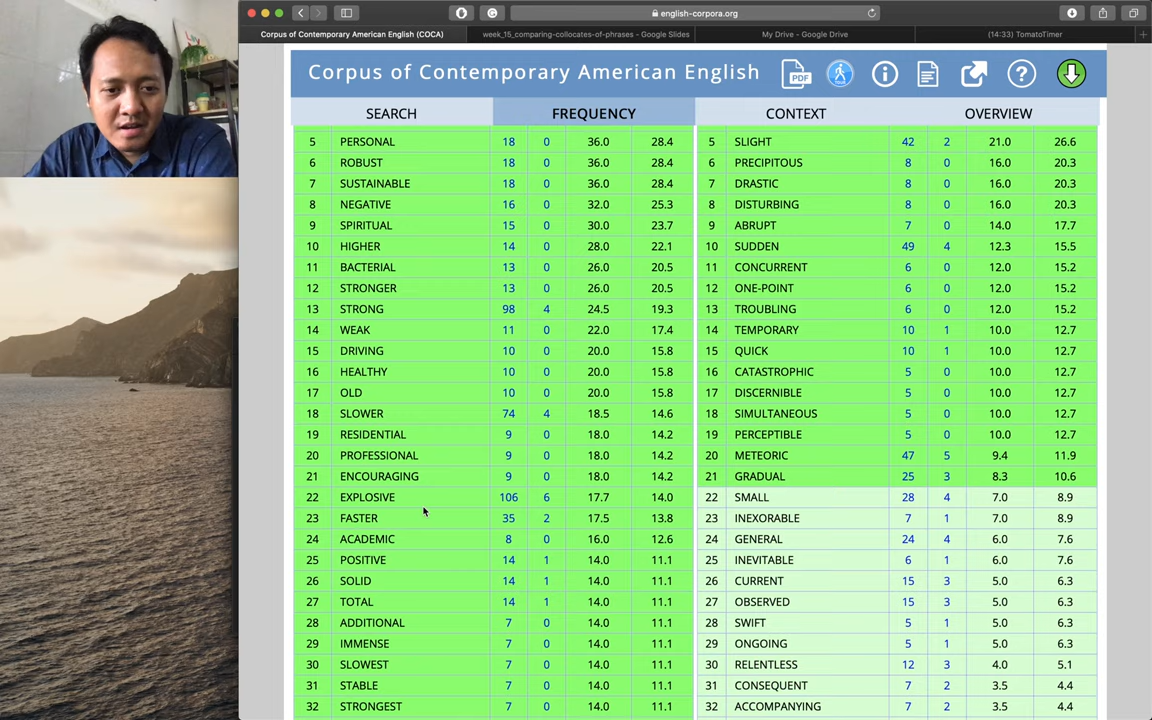 english-corpora.org
Corpus of Contemporary American English (COCA)
week_15_comparing-collocates-of-phrases - Google Slides
My Drive - Google Drive
(14:33) TomatoTimer
Corpus of Contemporary American English
PDF
SEARCH FREQUENCY CONTEXT OVERVIEW
5 PERSONAL 18 0 36.0 28.4 5 SLIGHT 42 2 21.0 26.6
6 ROBUST 18 0 36.0 28.4 6 PRECIPITOUS 8 0 16.0 20.3
7 SUSTAINABLE 18 0 36.0 28.4 7 DRASTIC 8 0 16.0 20.3
8 NEGATIVE 16 0 32.0 25.3 8 DISTURBING 8 0 16.0 20.3
9 SPIRITUAL 15 0 30.0 23.7 9 ABRUPT 7 0 14.0 17.7
10 HIGHER 14 0 28.0 22.1 10 SUDDEN 49 4 12.3 15.5
11 BACTERIAL 13 0 26.0 20.5 11 CONCURRENT 6 0 12.0 15.2
12 STRONGER 13 0 26.0 20.5 12 ONE-POINT 6 0 12.0 15.2
13 STRONG 98 4 24.5 19.3 13 TROUBLING 6 0 12.0 15.2
14 WEAK 11 0 22.0 17.4 14 TEMPORARY 10 1 10.0 12.7
15 DRIVING 10 0 20.0 15.8 15 QUICK 10 1 10.0 12.7
16 HEALTHY 10 0 20.0 15.8 16 CATASTROPHIC 5 0 10.0 12.7
17 OLD 10 0 20.0 15.8 17 DISCERNIBLE 5 0 10.0 12.7
18 SLOWER 74 4 18.5 14.6 18 SIMULTANEOUS 5 0 10.0 12.7
19 RESIDENTIAL 9 0 18.0 14.2 19 PERCEPTIBLE 5 0 10.0 12.7
20 PROFESSIONAL 9 0 18.0 14.2 20 METEORIC 47 5 9.4 11.9
21 ENCOURAGING 9 0 18.0 14.2 21 GRADUAL 25 3 8.3 10.6
22 EXPLOSIVE 106 6 17.7 14.0 22 SMALL 28 4 7.0 8.9
23 FASTER 35 2 17.5 13.8 23 INEXORABLE 7 1 7.0 8.9
24 ACADEMIC 8 0 16.0 12.6 24 GENERAL 24 4 6.0 7.6
25 POSITIVE 14 1 14.0 11.1 25 INEVITABLE 6 1 6.0 7.6
26 SOLID 14 1 14.0 11.1 26 CURRENT 15 3 5.0 6.3
27 TOTAL 14 1 14.0 11.1 27 OBSERVED 15 3 5.0 6.3
28 ADDITIONAL 7 0 14.0 11.1 28 SWIFT 5 1 5.0 6.3
29 IMMENSE 7 0 14.0 11.1 29 ONGOING 5 1 5.0 6.3
30 SLOWEST 7 0 14.0 11.1 30 RELENTLESS 12 3 4.0 5.1
31 STABLE 7 0 14.0 11.1 31 CONSEQUENT 7 2 3.5 4.4
32 STRONGEST 7 0 14.0 11.1 32 ACCOMPANYING 7 2 3.5 4.4